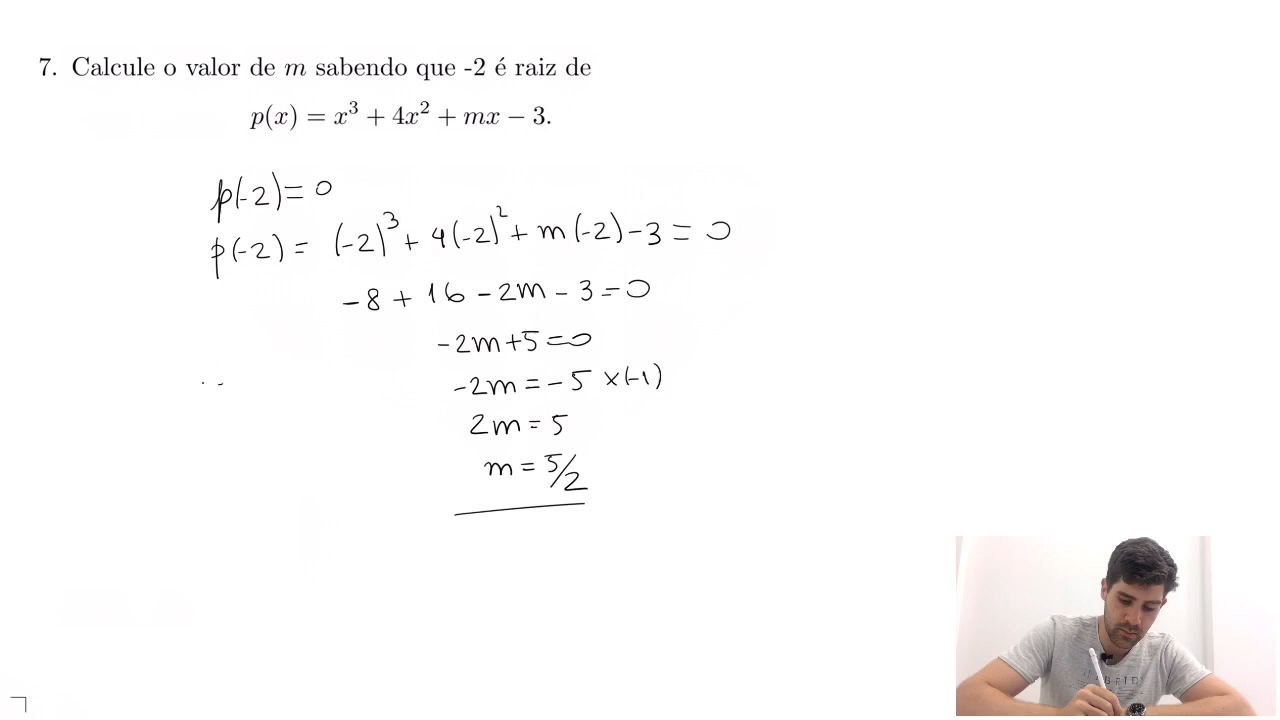 7. Calcule o valor de m sabendo que -2 é raiz de
p(x) = x³ + 4x² + mx − 3.
p(-2) = 0
p(-2) = (-2)³ + 4(-2)² + m(-2) - 3 = 0
-8 + 16 - 2m - 3 = 0
-2m + 5 = 0
-2m = -5 x(-1)
2m = 5
m = 5/2